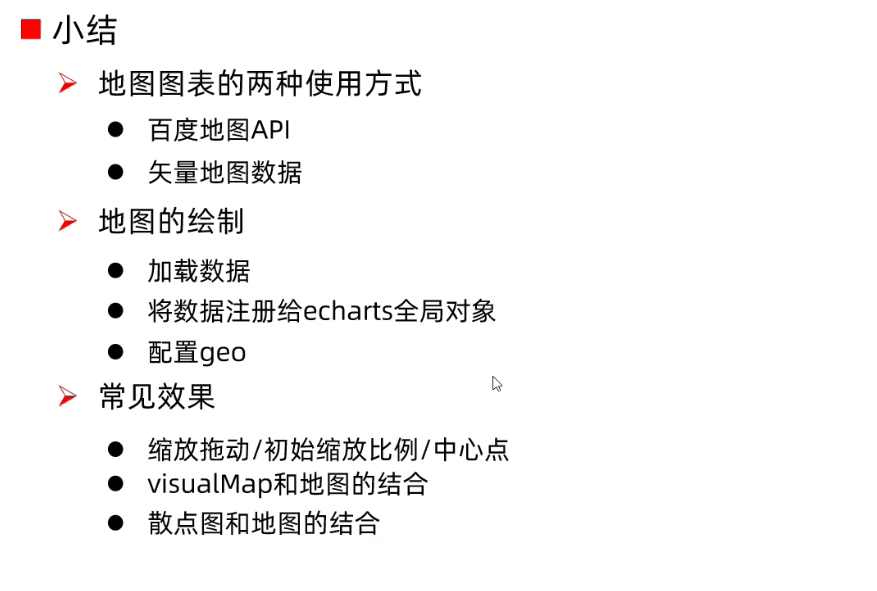 小结
地图图表的两种使用方式
百度地图API
矢量地图数据
地图的绘制
加载数据
将数据注册给echarts全局对象
配置geo
常见效果
缩放拖动/初始缩放比例/中心点
visualMap和地图的结合
散点图和地图的结合